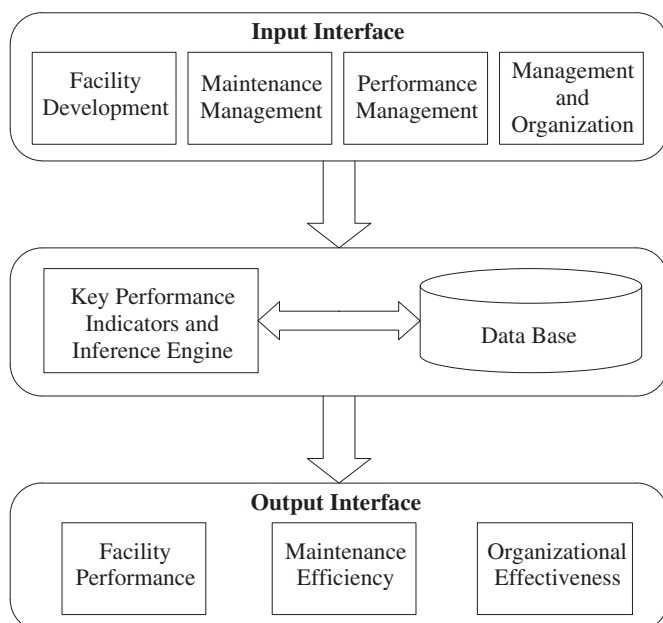 Input Interface
Facility
Development
Maintenance
Management
Performance
Management
Management
and
Organization
Key Performance
Indicators and
Inference Engine
Data Base
Output Interface
Facility
Performance
Maintenance
Efficiency
Organizational
Effectiveness